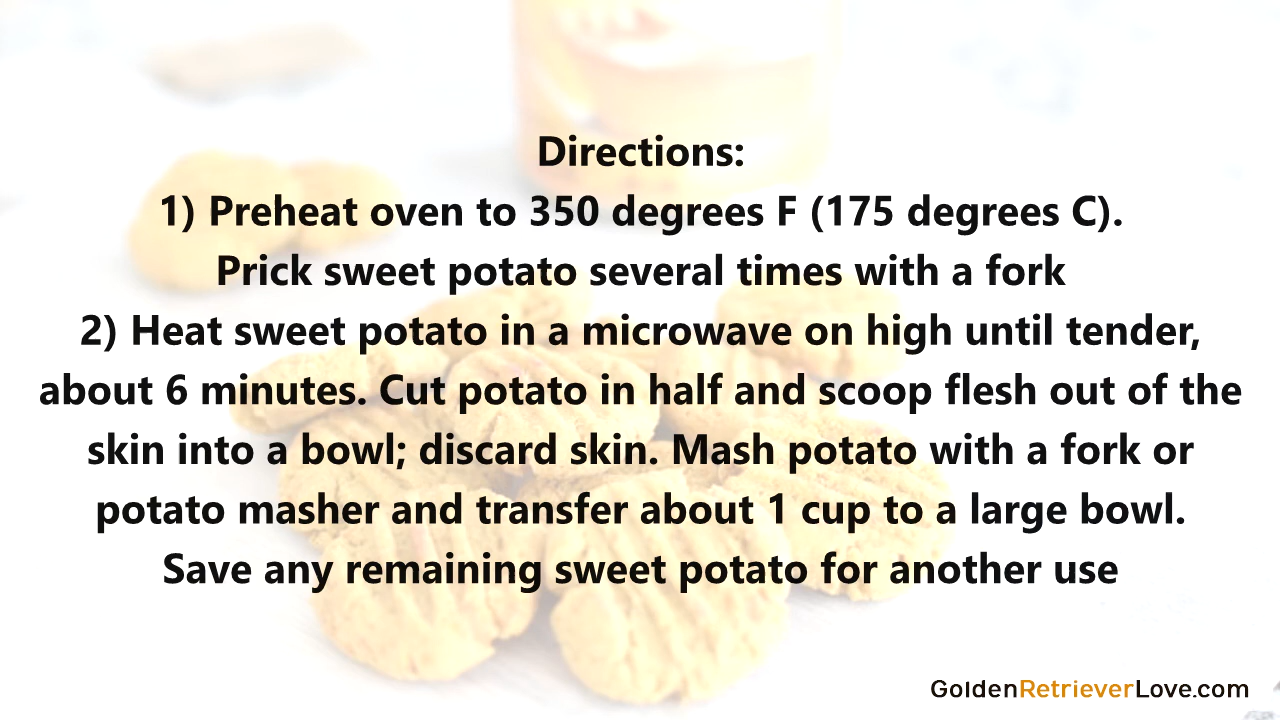 Directions:
1) Preheat oven to 350 degrees F (175 degrees C).
Prick sweet potato several times with a fork
2) Heat sweet potato in a microwave on high until tender,
about 6 minutes. Cut potato in half and scoop flesh out of the
skin into a bowl; discard skin. Mash potato with a fork or
potato masher and transfer about 1 cup to a large bowl.
Save any remaining sweet potato for another use
GoldenRetrieverLove.com